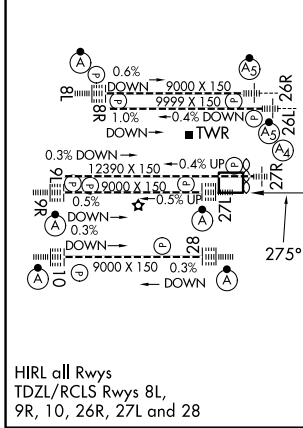 A
P
0.6%
DOWN
9000 X 150
A5
8L
8R
P
9999 X 150
P
26R
26L
1.0%
0.4% DOWN
DOWN
TWR
A5
A4
0.3% DOWN
0.4% UP
P
12390 X 150
9L
27R
P
P
9000 X 150
P
9R
0.5%
0.5% UP
27L
A
DOWN
A
275°
0.3%
DOWN
P
28
10
9000 X 150
0.3%
A
DOWN
A
HIRL all Rwys
TDZL/RCLS Rwys 8L,
9R, 10, 26R, 27L and 28